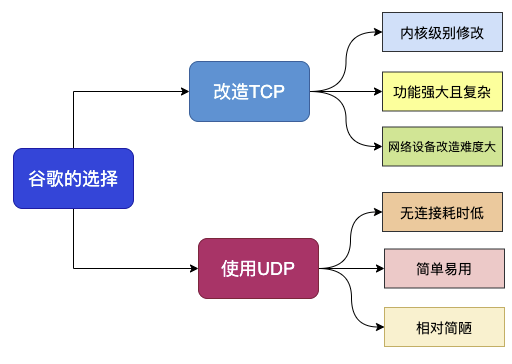 谷歌的选择
改造TCP
内核级别修改
功能强大且复杂
网络设备改造难度大
使用UDP
无连接耗时低
简单易用
相对简陋